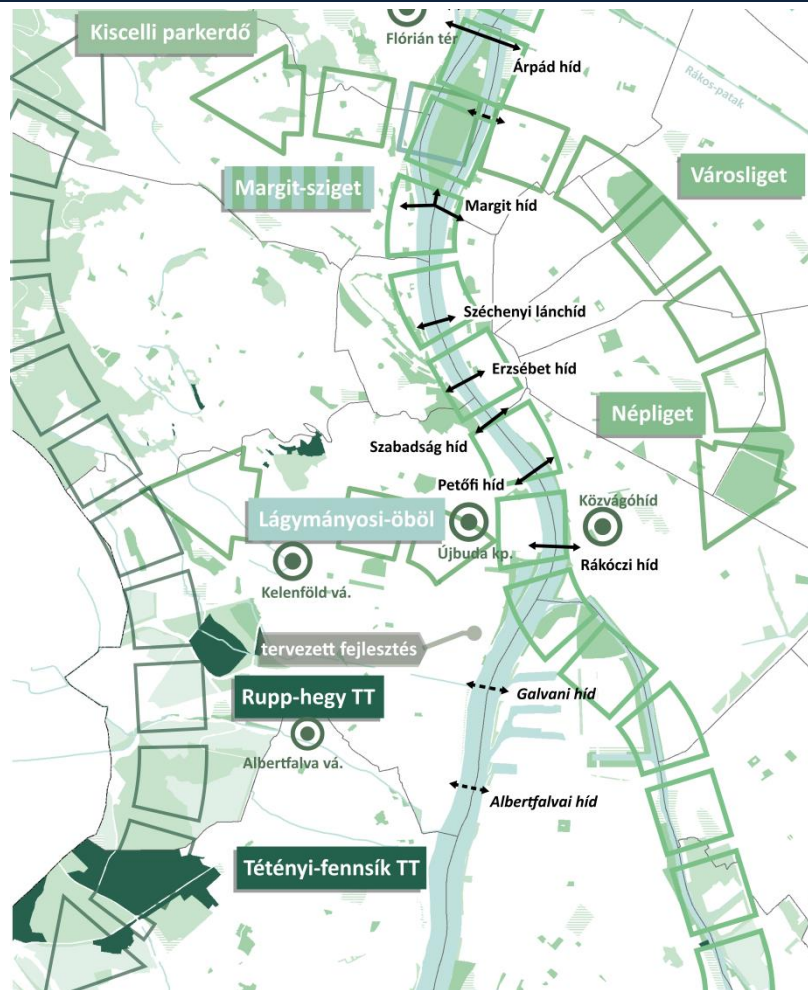 Kiscelli parkerdő
Flórián tér
Árpád híd
Rákos-patak
Margit-sziget
Városliget
Margit híd
Széchenyi lánchíd
Erzsébet híd
Népliget
Szabadság híd
Petőfi híd
Közvágóhíd
Lágymányosi-öböl
Újbuda kp.
Rákóczi híd
Kelenföld vá.
tervezett fejlesztés
Rupp-hegy TT
Galvani híd
Albertfalva vá.
Albertfalvai híd
Tétényi-fennsík TT